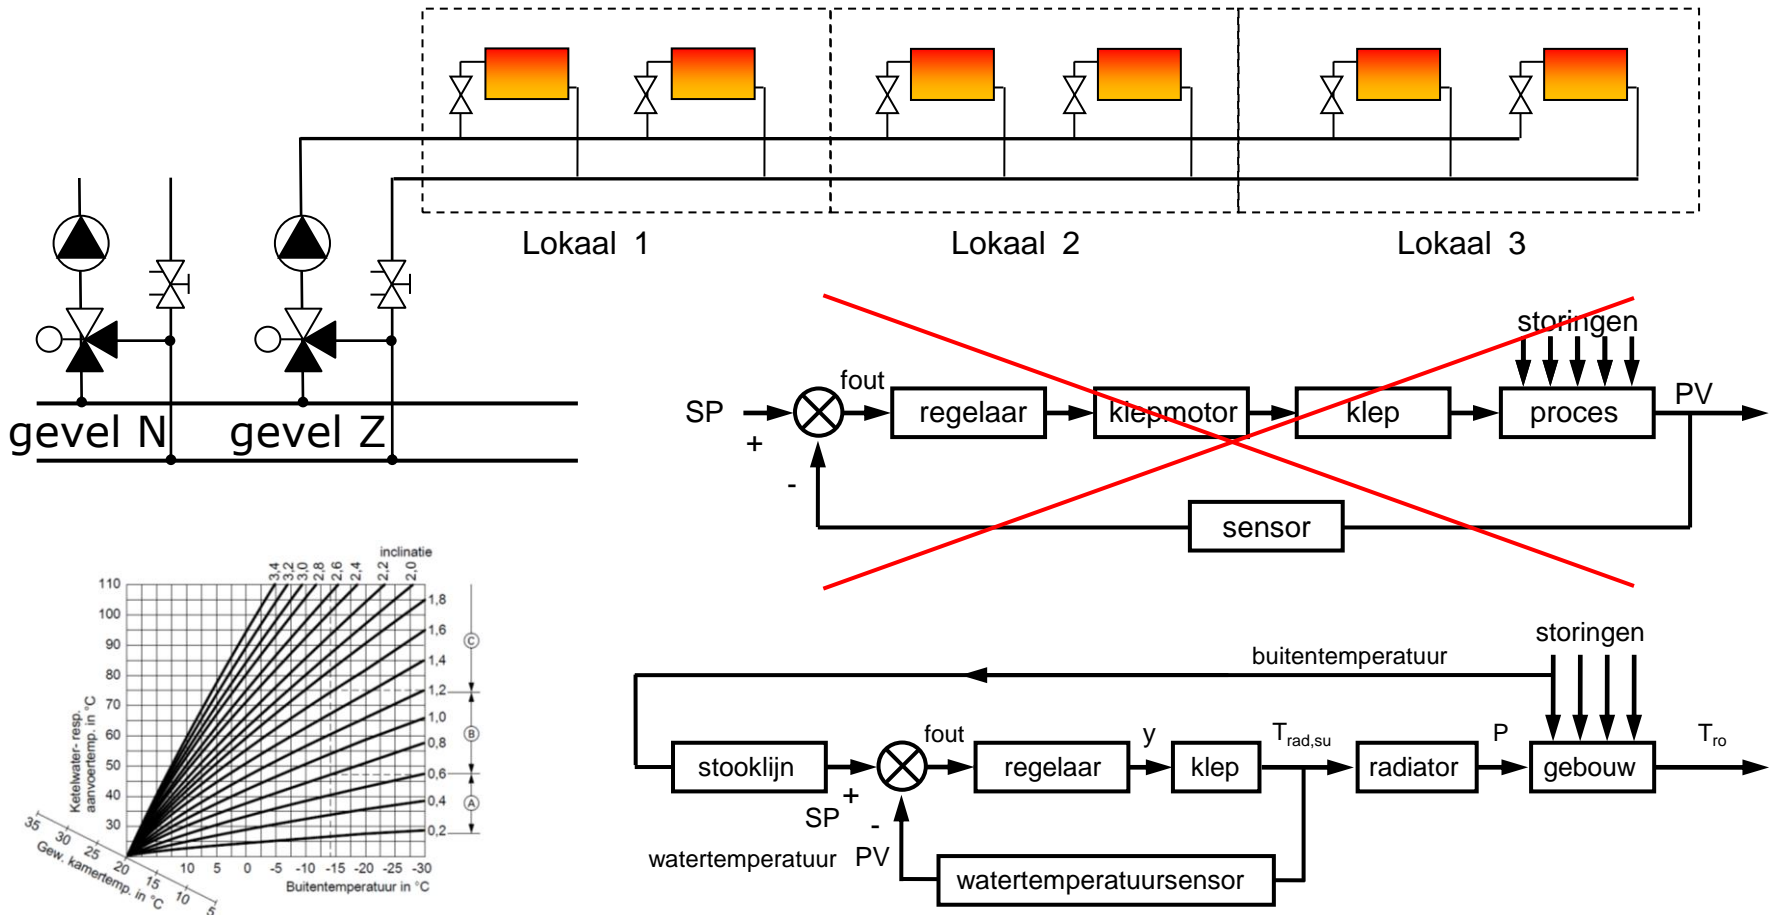 Lokaal 1
Lokaal 2
Lokaal 3
gevel N
gevel Z
storingen
SP
+
-
fout
regelaar
klepmotor
klep
proces
PV
sensor
inclinatie
3,4
3,2
3,0
2,8
2,6
2,4
2,2
2,0
1,8
1,6
1,4
1,2
1,0
0,8
0,6
0,4
0,2
C
B
A
110
100
90
80
70
60
50
40
30
Ketelwater- resp.
aanvoertemp. in °C
35 30 25 20 15 10 5
Gew. kamertemp. in °C
10 5 0 -5 -10 -15 -20 -25 -30
Buitentemperatuur in °C
buitentemperatuur
storingen
stooklijn
+
SP
-
fout
regelaar
y
klep
Trad,su
radiator
P
gebouw
Tro
watertemperatuur
PV
watertemperatuursensor